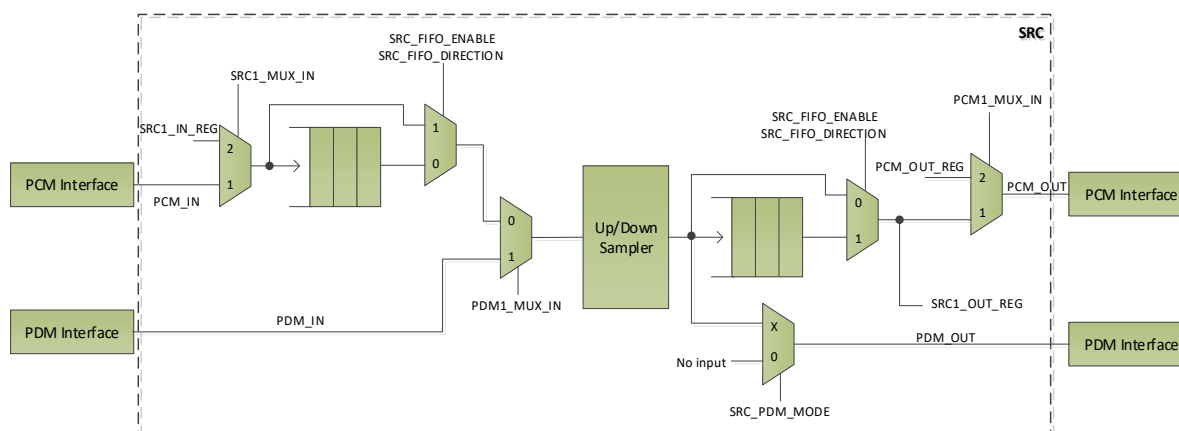 SRC
SRC_FIFO_ENABLE
SRC_FIFO_DIRECTION
SRC1_MUX_IN
SRC1_IN_REG
2
1
PCM Interface
PCM_IN
1
0
0
1
PDM1_MUX_IN
PDM Interface
PDM_IN
Up/Down
Sampler
SRC_FIFO_ENABLE
SRC_FIFO_DIRECTION
0
1
PCM1_MUX_IN
PCM_OUT_REG
2
1
PCM_OUT
PCM Interface
SRC1_OUT_REG
X
0
No input
PDM_OUT
PDM Interface
SRC_PDM_MODE